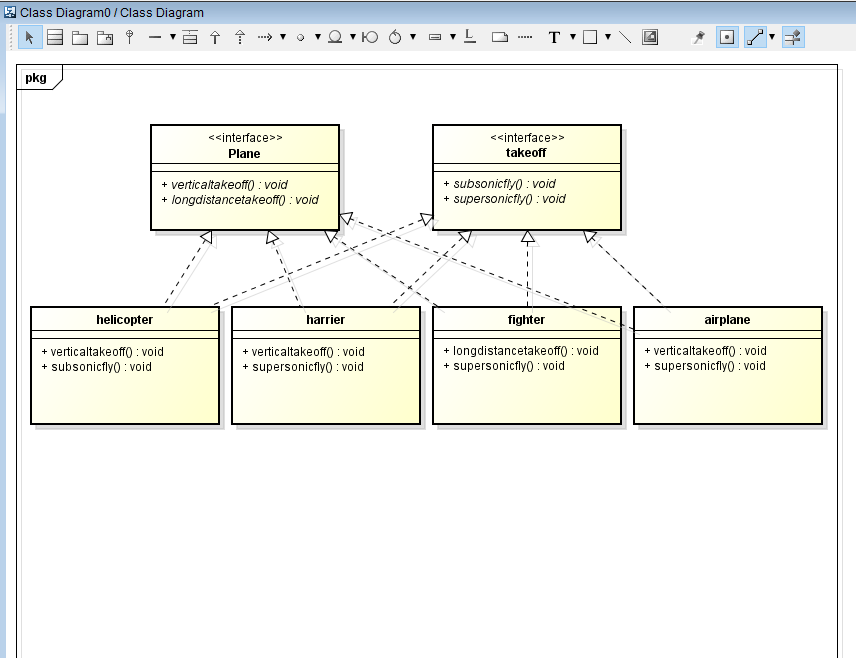 Class Diagram0 / Class Diagram
T
pkg
<<interface>>
Plane
+ verticaltakeoff() : void
+ longdistancetakeoff() : void
<<interface>>
takeoff
+ subsonicfly() : void
+ supersonicfly() : void
helicopter
+ verticaltakeoff() : void
+ subsonicfly() : void
harrier
+ verticaltakeoff() : void
+ supersonicfly() : void
fighter
+ longdistancetakeoff() : void
+ supersonicfly() : void
airplane
+ verticaltakeoff() : void
+ supersonicfly() : void